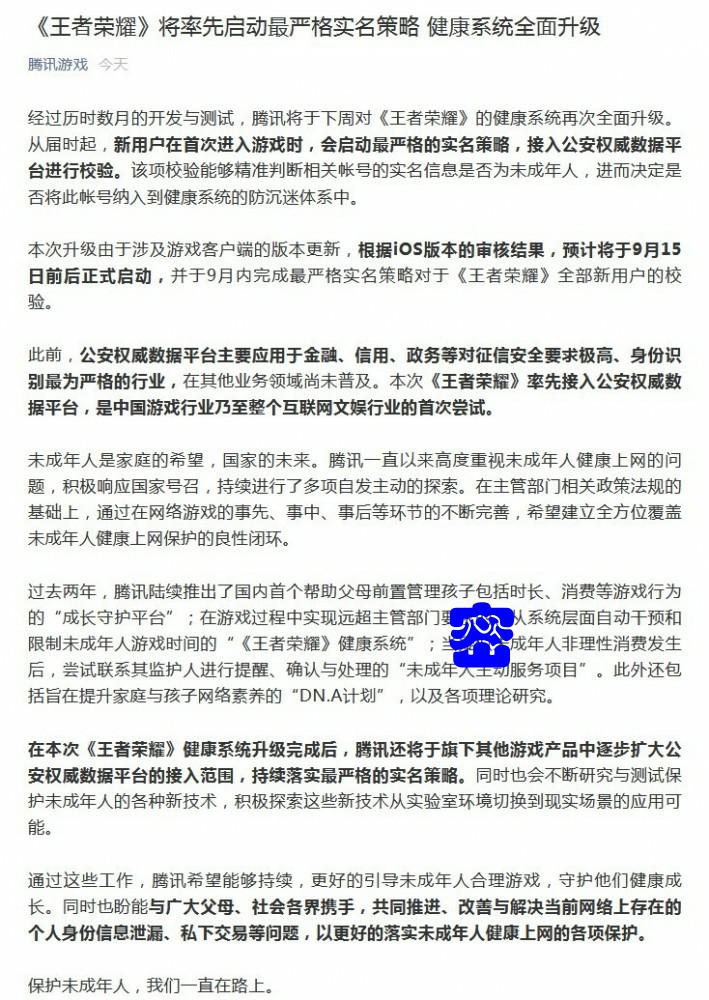 《王者荣耀》将率先启动最严格实名策略 健康系统全面升级
腾讯游戏 今天
经过历时数月的开发与测试，腾讯将于下周对《王者荣耀》的健康系统再次全面升级。
从届时起，新用户在首次进入游戏时，会启动最严格的实名策略，接入公安权威数据平
台进行校验。该项校验能够精准判断相关帐号的实名信息是否为未成年人，进而决定是
否将此帐号纳入到健康系统的防沉迷体系中。
本次升级由于涉及游戏客户端的版本更新，根据iOS版本的审核结果，预计将于9月15
日前后正式启动，并于9月内完成最严格实名策略对于《王者荣耀》全部新用户的校
验。
此前，公安权威数据平台主要应用于金融、信用、政务等对征信安全要求极高、身份识
别最为严格的行业，在其他业务领域尚未普及。本次《王者荣耀》率先接入公安权威数
据平台，是中国游戏行业乃至整个互联网文娱行业的首次尝试。
未成年人是家庭的希望，国家的未来。腾讯一直以来高度重视未成年人健康上网的问
题，积极响应国家号召，持续进行了多项自发主动的探索。在主管部门相关政策法规的
基础上，通过在网络游戏的事先、事中、事后等环节的不断完善，希望建立全方位覆盖
未成年人健康上网保护的良性闭环。
过去两年，腾讯陆续推出了国内首个帮助父母前置管理孩子包括时长、消费等游戏行为
的“成长守护平台”；在游戏过程中实现远超主管部门要 从系统层面自动干预和
限制未成年人游戏时间的“《王者荣耀》健康系统”；当 成年人非理性消费发生
后，尝试联系其监护人进行提醒、确认与处理的“未成年人主动服务项目”。此外还包
括旨在提升家庭与孩子网络素养的“DN.A计划”，以及各项理论研究。
在本次《王者荣耀》健康系统升级完成后，腾讯还将于旗下其他游戏产品中逐步扩大公
安权威数据平台的接入范围，持续落实最严格的实名策略。同时也会不断研究与测试保
护未成年人的各种新技术，积极探索这些新技术从实验室环境切换到现实场景的应用可
能。
通过这些工作，腾讯希望能够持续，更好的引导未成年人合理游戏，守护他们健康成
长。同时也盼能与广大父母、社会各界携手，共同推进、改善与解决当前网络上存在的
个人身份信息泄漏、私下交易等问题，以更好的落实未成年人健康上网的各项保护。
保护未成年人，我们一直在路上。